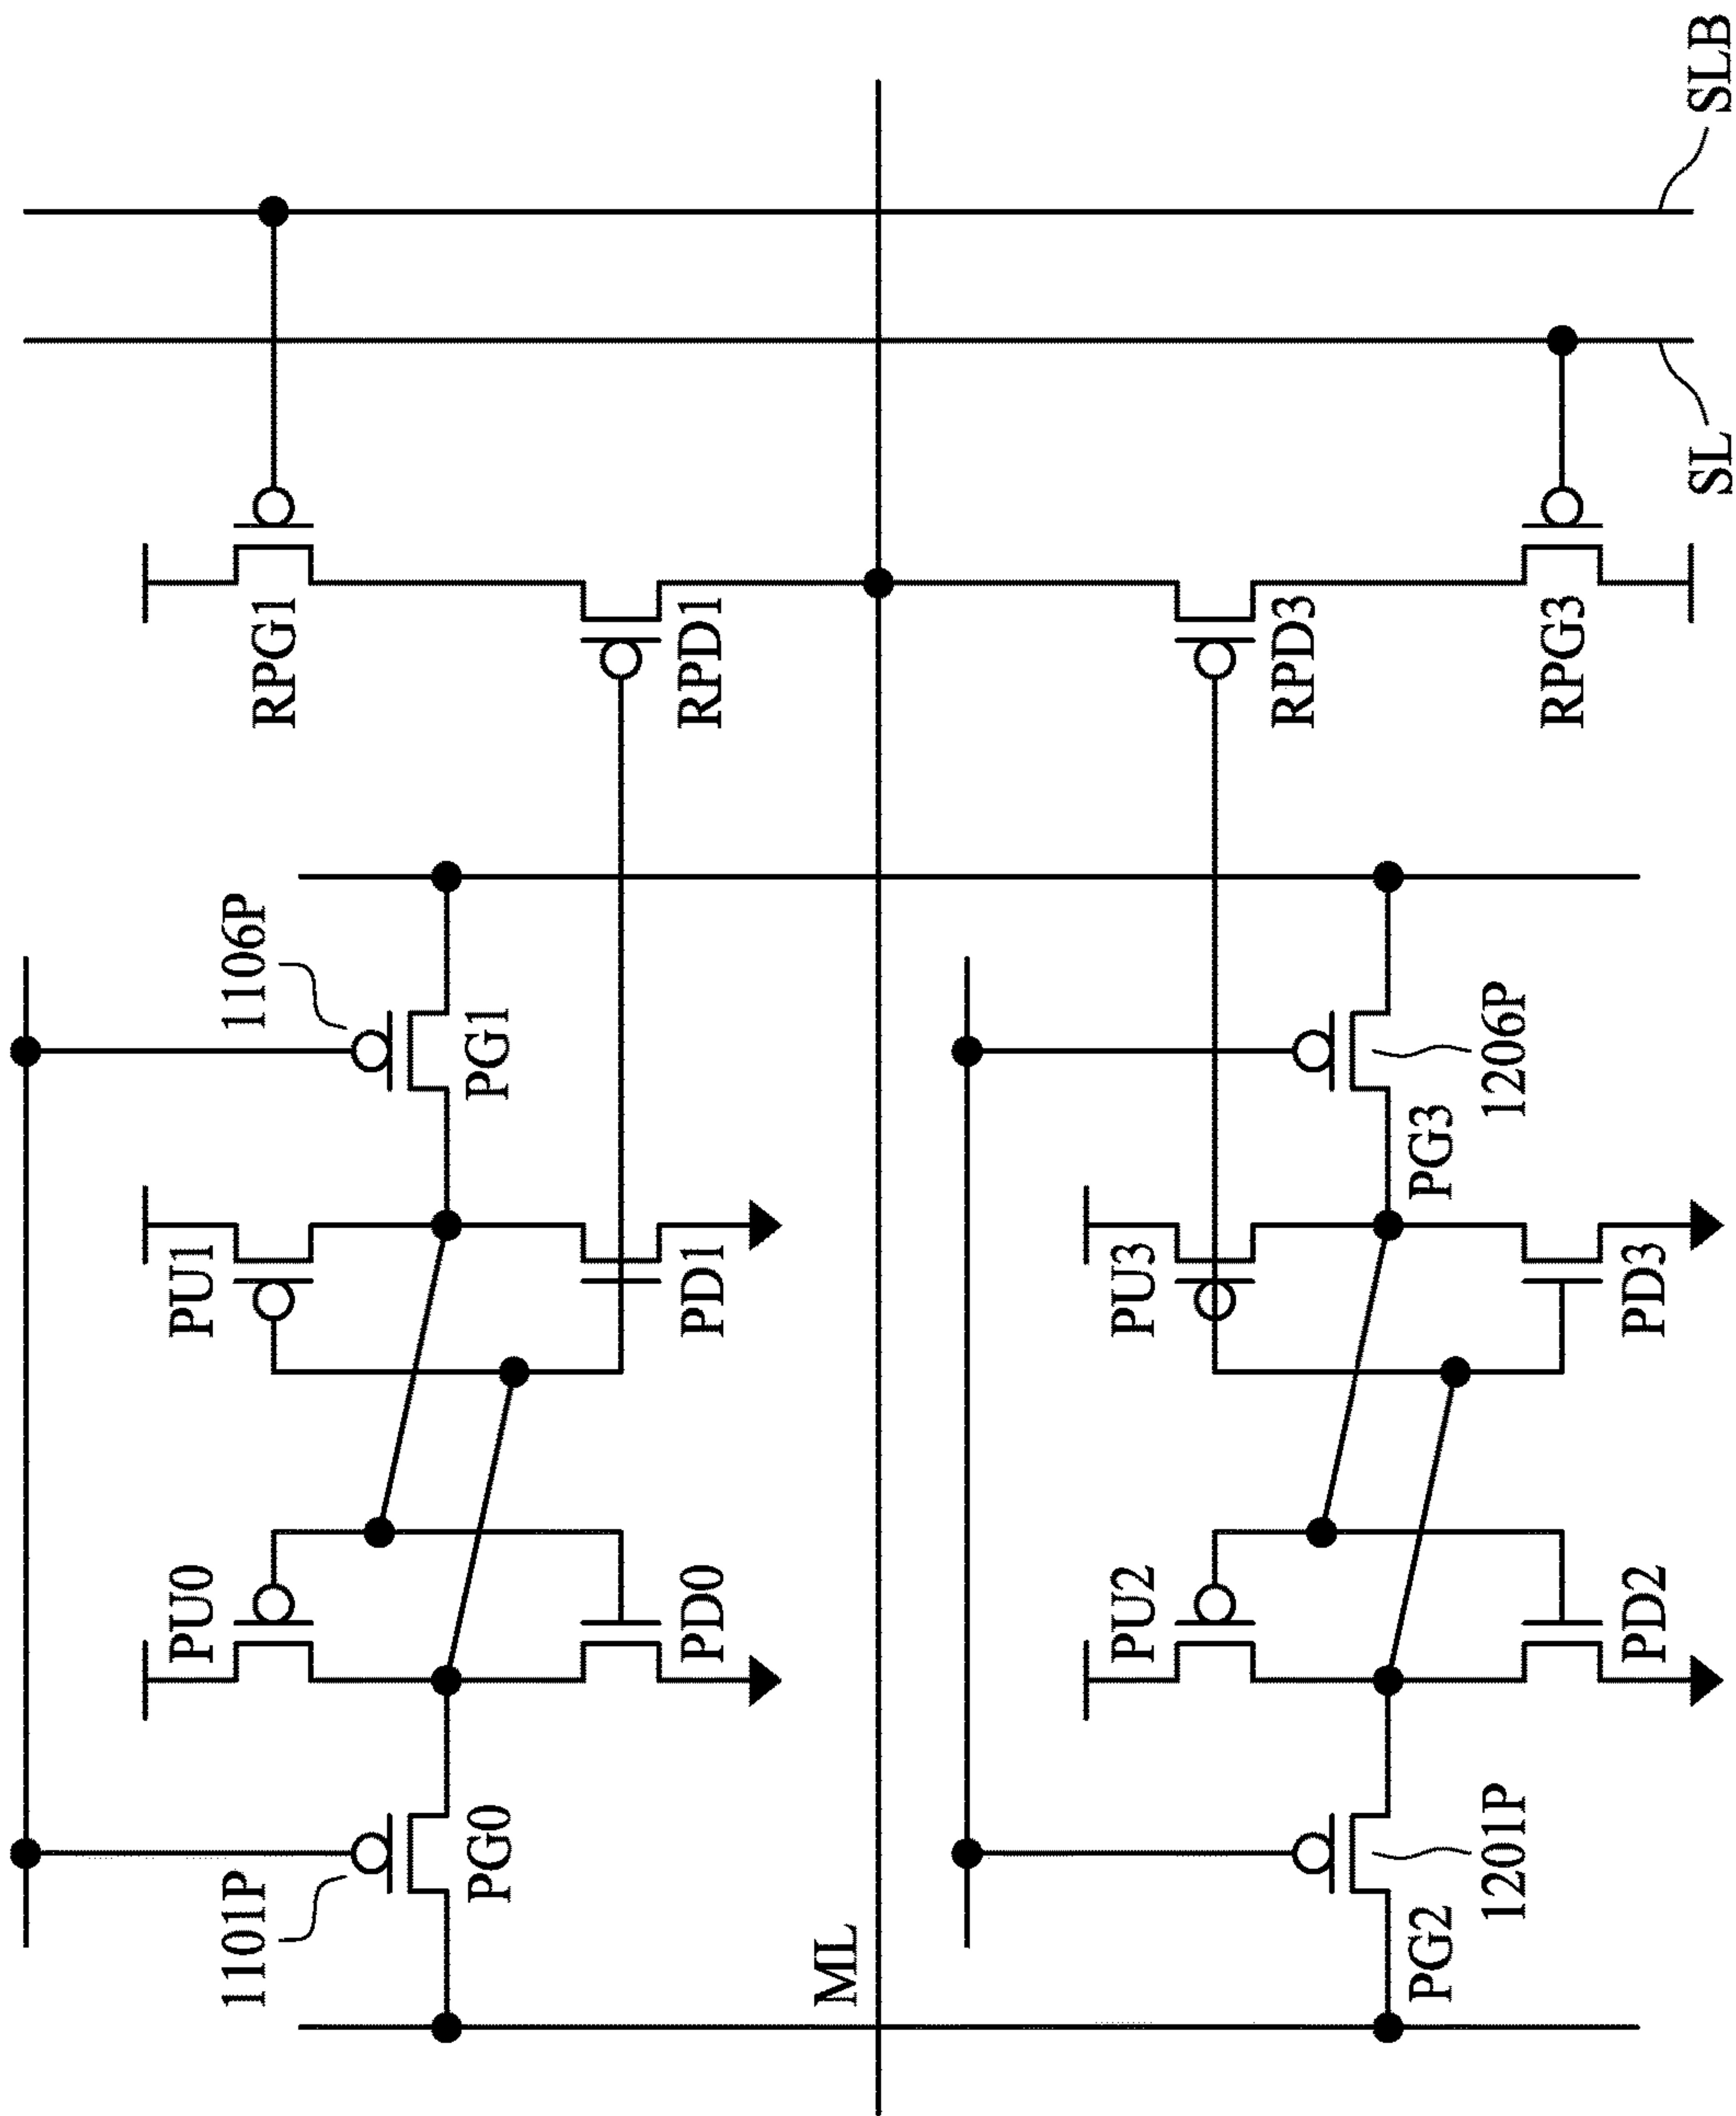 1101P
PG0
PU0
PD0
PU1
PD1
1106P
PG1
RPG1
RPD1
ML
PG2
1201P
PU2
PD2
PU3
PD3
PG3
1206P
RPD3
RPG3
SL
SLB